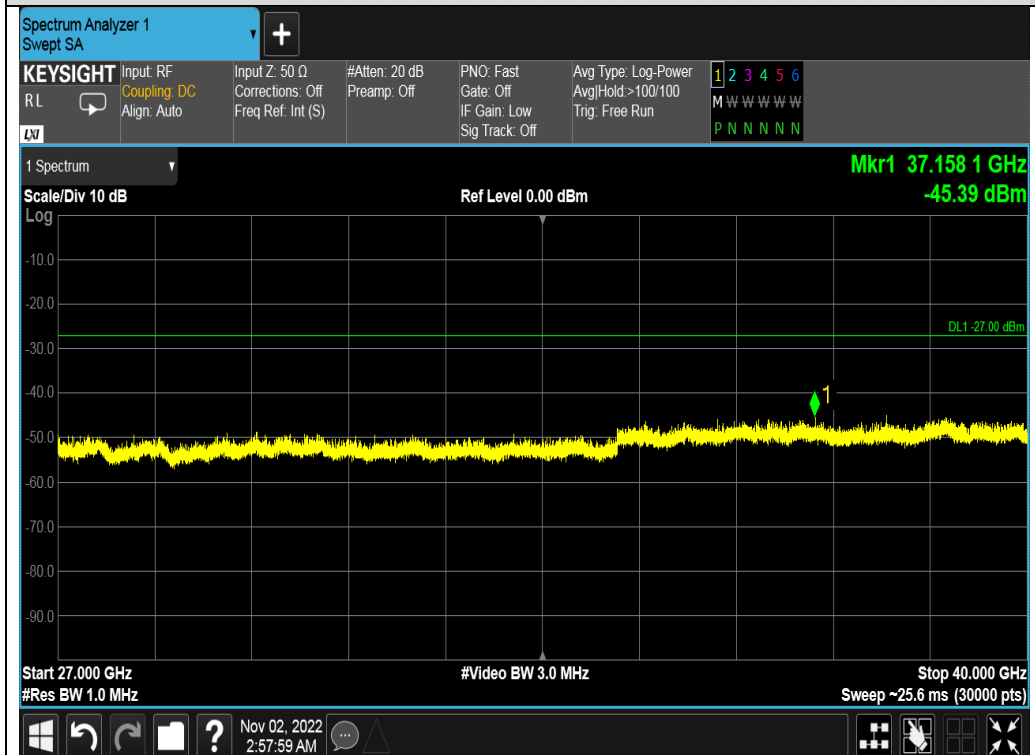 Spectrum Analyzer 1
Swept SA
+
KEYSIGHT
RL
LXI
Input: RF
Coupling: DC
Align: Auto
Input Z: 50 Ω
Corrections: Off
Freq Ref: Int (S)
#Atten: 20 dB
Preamp: Off
PNO: Fast
Gate: Off
IF Gain: Low
Sig Track: Off
Avg Type: Log-Power
Avg|Hold:>100/100
Trig: Free Run
1 2 3 4 5 6
M W W W W W
P N N N N N
1 Spectrum
Mkr1 37.158 1 GHz
-45.39 dBm
Scale/Div 10 dB
Ref Level 0.00 dBm
Log
-10.0
-20.0
DL1 -27.00 dBm
-30.0
-40.0
1
-50.0
-60.0
-70.0
-80.0
-90.0
Start 27.000 GHz
#Video BW 3.0 MHz
Stop 40.000 GHz
#Res BW 1.0 MHz
Sweep ~25.6 ms (30000 pts)
?
Nov 02, 2022
2:57:59 AM